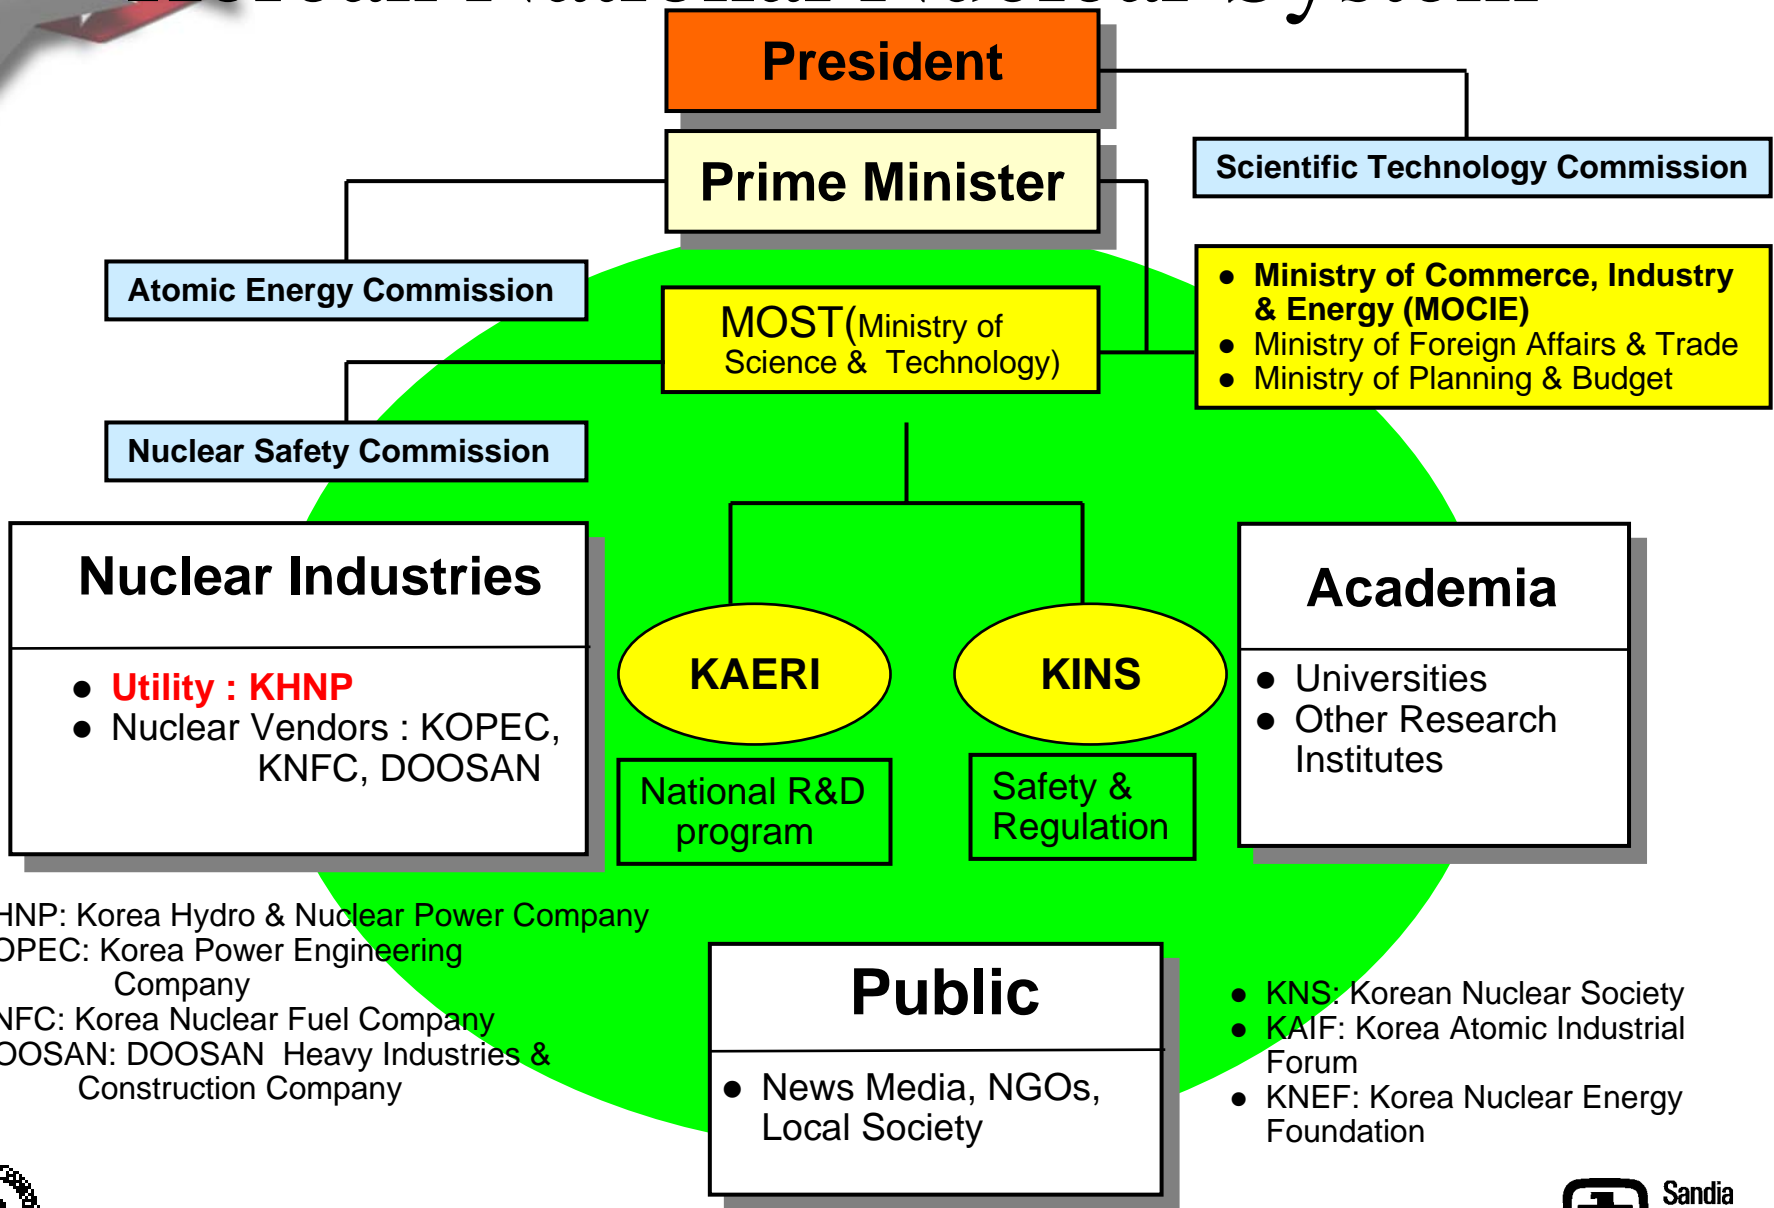 Korean National Nuclear System
President
Prime Minister
Scientific Technology Commission
Atomic Energy Commission
MOST(Ministry of
Science & Technology)
● Ministry of Commerce, Industry
& Energy (MOCIE)
● Ministry of Foreign Affairs & Trade
● Ministry of Planning & Budget
Nuclear Safety Commission
Nuclear Industries
● Utility : KHNP
● Nuclear Vendors : KOPEC,
KNFC, DOOSAN
KAERI
National R&D
program
KINS
Safety &
Regulation
Academia
● Universities
● Other Research
Institutes
HNP: Korea Hydro & Nuclear Power Company
OPEC: Korea Power Engineering
Company
NFC: Korea Nuclear Fuel Company
OOSAN: DOOSAN Heavy Industries &
Construction Company
Public
● News Media, NGOs,
Local Society
● KNS: Korean Nuclear Society
● KAIF: Korea Atomic Industrial
Forum
● KNEF: Korea Nuclear Energy
Foundation
Sandia